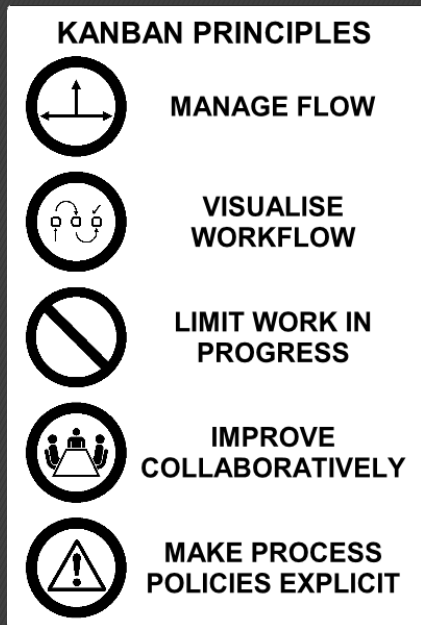 KANBAN PRINCIPLES
MANAGE FLOW
VISUALISE
WORKFLOW
LIMIT WORK IN
PROGRESS
IMPROVE
COLLABORATIVELY
MAKE PROCESS
POLICIES EXPLICIT